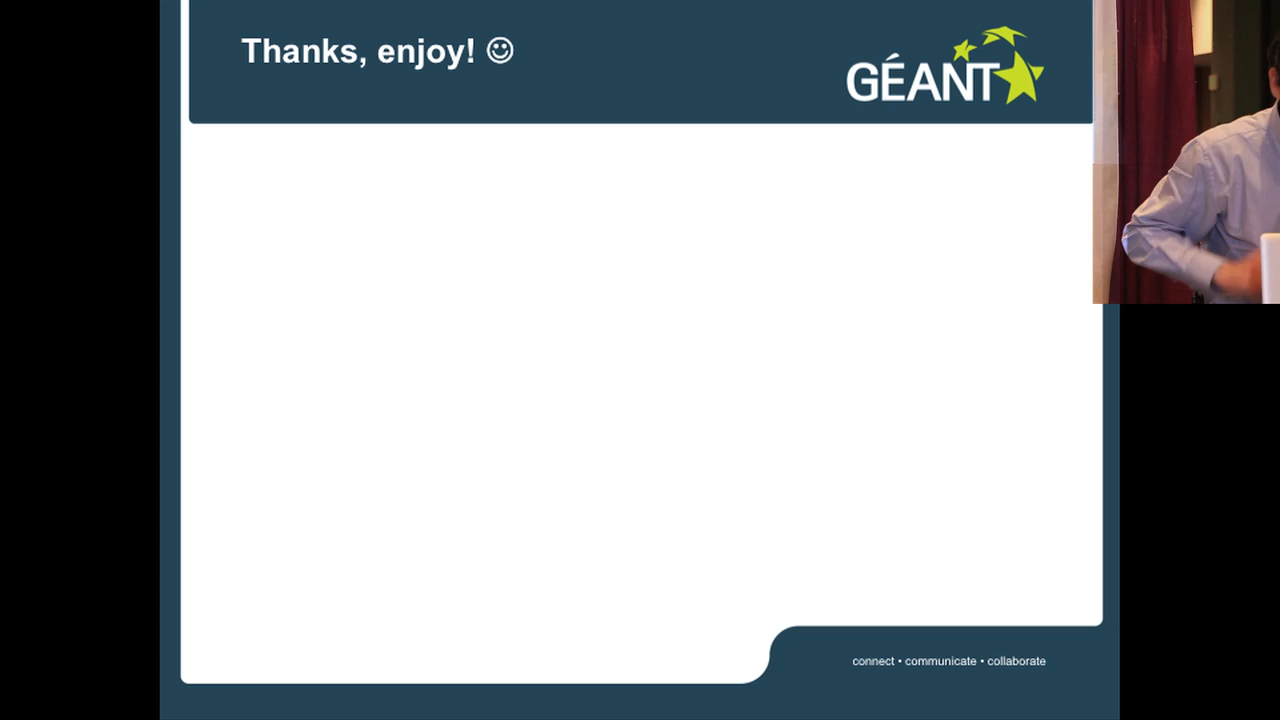 Thanks, enjoy! ☺
GÉANT
connect • communicate • collaborate